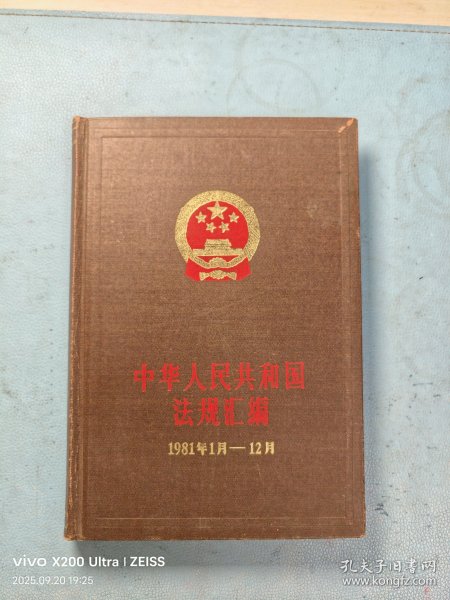 中华人民共和国
法规汇编
1981年1月—12月
vivo X200 Ultra | ZEISS
2025.09.20 19:25
孔夫子旧书网
www.kongfz.com